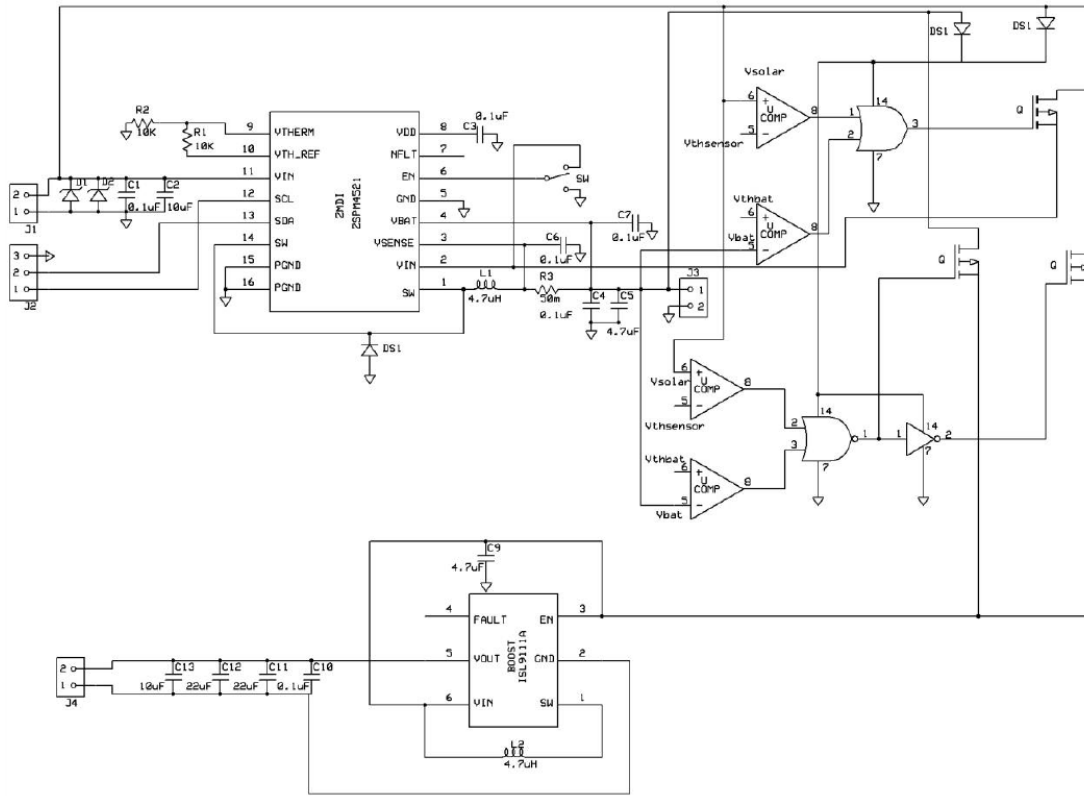 DS1
DS1
Vsolar
6
+
U
COMP
5
-
8
Vthsensor
1
2
14
3
7
Q
R2
10K
R1
10K
9
VTHERM
10
VTH_REF
11
VIN
12
SCL
13
SDA
14
SW
15
PGND
16
PGND
ZMDI
ZSPM4521
VDD
8
NFLT
7
EN
6
GND
5
VBAT
4
VSENSE
3
VIN
2
SW
1
0.1uF
C3
SW
C7
0.1uF
C6
0.1uF
2
1
J1
D1
D2
C1
0.1uF
C2
10uF
3
2
1
J2
Vthbat
6
+
U
COMP
Vbat
5
-
8
L1
4.7uH
R3
50m
C4
0.1uF
C5
4.7uF
J3
1
2
DS1
Q
Q
Vsolar
6
+
U
COMP
5
-
8
Vthsensor
Vthbat
6
+
U
COMP
5
-
8
Vbat
2
3
14
7
1
1
14
7
2
C9
4.7uF
4
FAULT
5
VOUT
6
VIN
BOOST
ISL9111A
EN
3
GND
2
SW
1
2
1
J4
C13
10uF
C12
22uF
C11
22uF
C10
0.1uF
L2
4.7uH